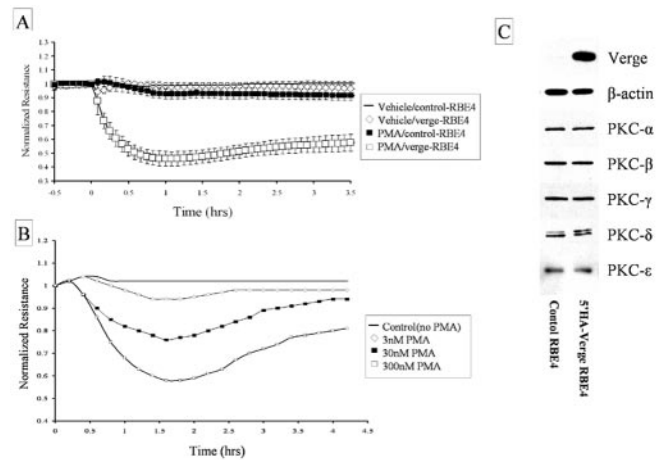 A
Normalized Resistance
1.3
1.2
1.1
1
0.9
0.8
0.7
0.6
0.5
0.4
0.3
-0.5
0
0.5
1
1.5
2
2.5
3
3.5
Time (hrs)
Vehicle/control-RBE4
Vehicle/verge-RBE4
PMA/control-RBE4
PMA/verge-RBE4
B
Normalized Resistance
1.2
1.1
1
0.9
0.8
0.7
0.6
0.5
0.4
0
0.5
1
1.5
2
2.5
3
3.5
4
4.5
Time (hrs)
Control(no PMA)
3nM PMA
30nM PMA
300nM PMA
C
Verge
β-actin
PKC-α
PKC-β
PKC-γ
PKC-δ
PKC-ε
Contol RBE4
5'HA-Verge RBE4